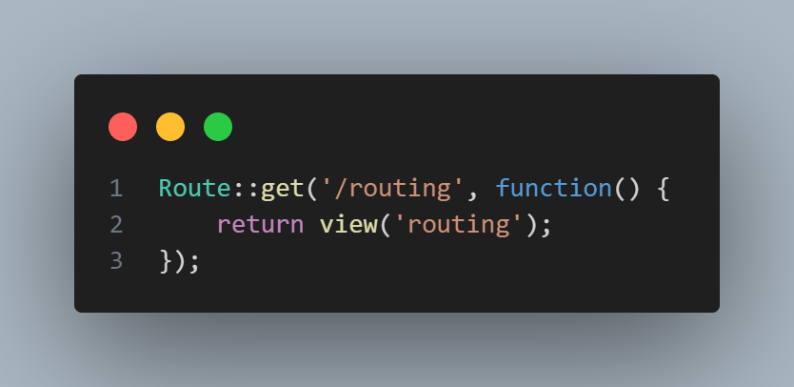 1 Route::get('/routing', function() {
2     return view('routing');
3 });